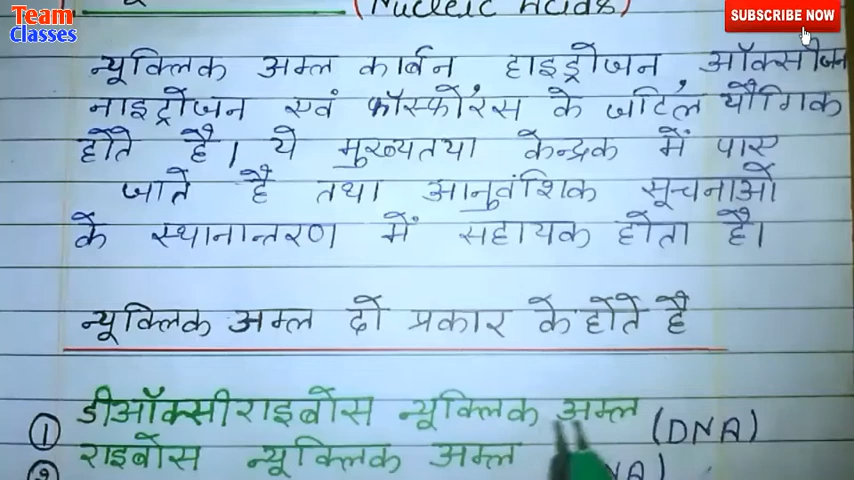 Team
Classes
(Nucleic Acids)
SUBSCRIBE NOW
न्यूक्लिक अम्ल कार्बन हाइड्रोजन ऑक्सीजन
नाइट्रोजन एवं फॉस्फोरस के जटिल यौगिक
होते है। ये मुख्यतया केन्द्रक में पाए
जाते है तथा आनुवंशिक सूचनाओ
के स्थानान्तरण में सहायक होता है।
न्यूक्लिक अम्ल दो प्रकार के होते है
① डीऑक्सीराइबोस न्यूक्लिक अम्ल (DNA)
② राइबोस न्यूक्लिक अम्ल